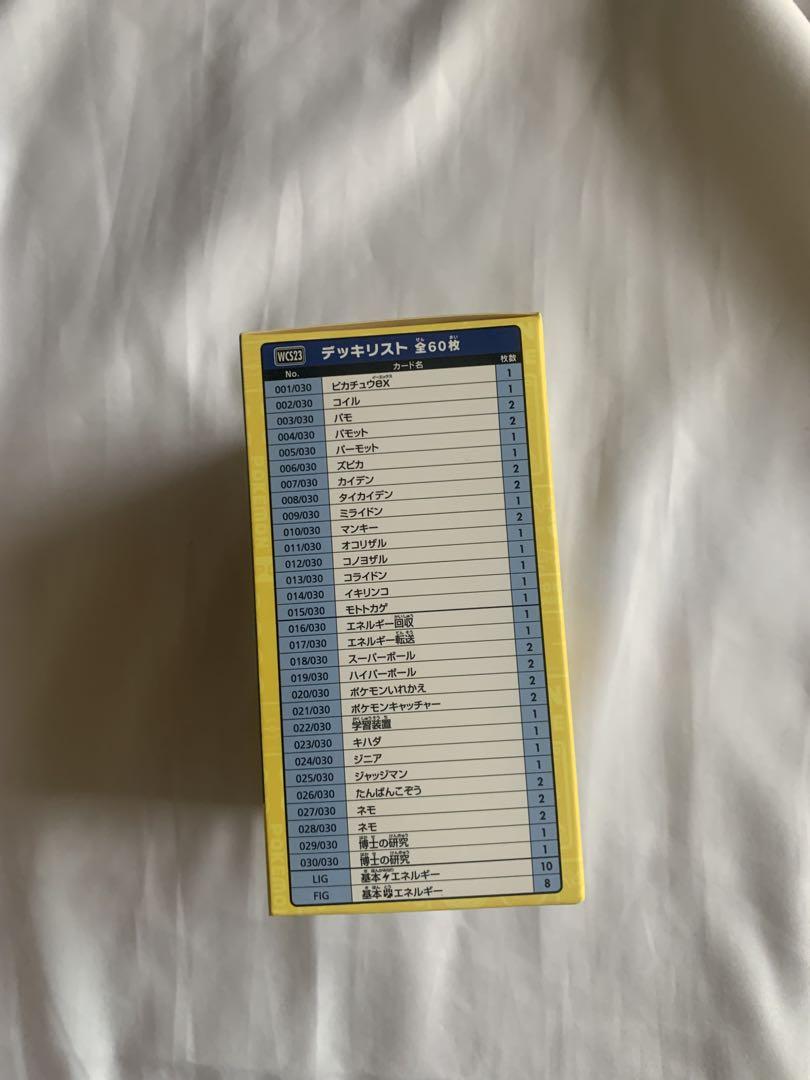 WCS23 デッキリスト 全60枚
No. カード名 枚数
001/030 ピカチュウex 1
002/030 コイル 1
003/030 パモ 2
004/030 パモット 2
005/030 パーモット 1
006/030 ズピカ 1
007/030 カイデン 2
008/030 タイカイデン 2
009/030 ミライドン 1
010/030 マンキー 2
011/030 オコリザル 1
012/030 コノヨザル 1
013/030 コライドン 1
014/030 イキリンコ 1
015/030 モトトカゲ 1
016/030 エネルギー回収 1
017/030 エネルギー転送 1
018/030 スーパーボール 2
019/030 ハイパーボール 2
020/030 ポケモンいれかえ 2
021/030 ポケモンキャッチャー 2
022/030 学習装置 1
023/030 キハダ 1
024/030 ジニア 1
025/030 ジャッジマン 1
026/030 たんぱんこぞう 2
027/030 ネモ 2
028/030 ネモ 2
029/030 博士の研究 1
030/030 博士の研究 1
LIG 基本エネルギー 10
FIG 基本エネルギー 8